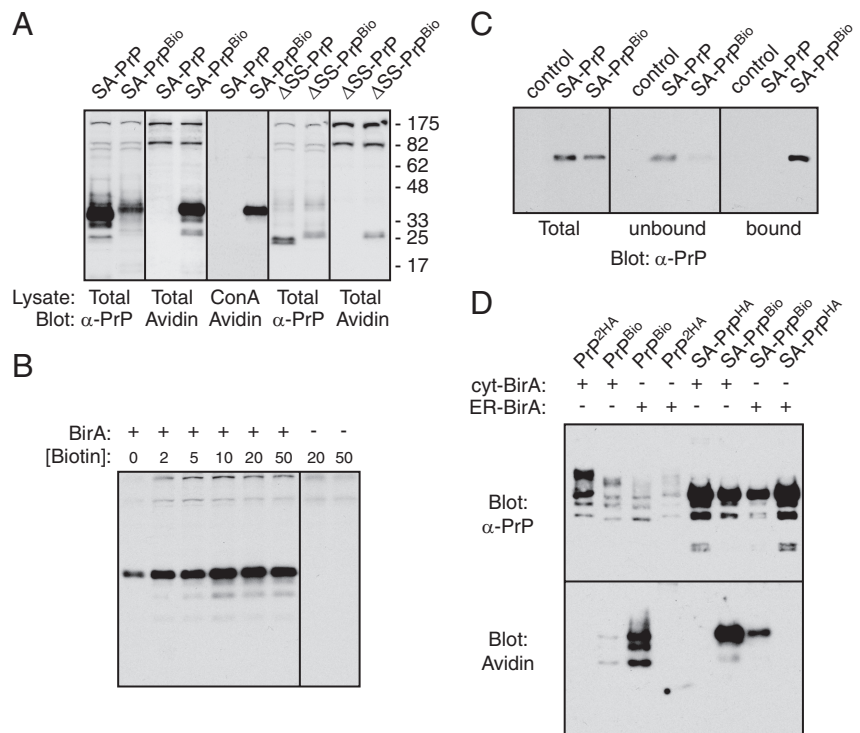 A
SA-PrP SA-PrP^Bio SA-PrP SA-PrP^Bio SA-PrP SA-PrP^Bio ΔSS-PrP ΔSS-PrP^Bio ΔSS-PrP ΔSS-PrP^Bio
- 175
- 82
- 62
- 48
- 33
- 25
- 17
Lysate: Total Total ConA Total Total
Blot: α-PrP Avidin Avidin α-PrP Avidin
B
BirA: + + + + + + - -
[Biotin]: 0 2 5 10 20 50 20 50
C
control SA-PrP SA-PrP^Bio control SA-PrP SA-PrP^Bio control SA-PrP SA-PrP^Bio
Total unbound bound
Blot: α-PrP
D
PrP^2HA PrP^Bio PrP^Bio PrP^2HA SA-PrP^HA SA-PrP^Bio SA-PrP^Bio SA-PrP^HA
cyt-BirA: + + - - + + - -
ER-BirA: - - + + - - + +
Blot:
α-PrP
Blot:
Avidin